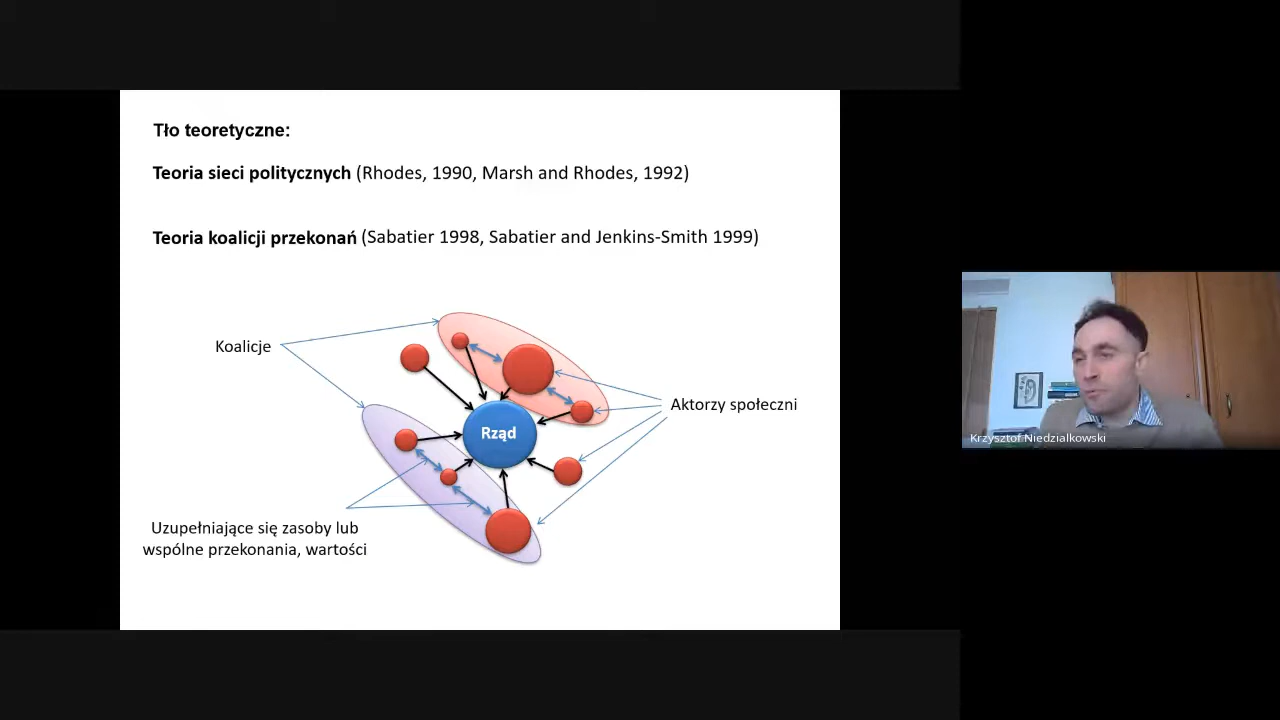 Tło teoretyczne:
Teoria sieci politycznych (Rhodes, 1990, Marsh and Rhodes, 1992)
Teoria koalicji przekonań (Sabatier 1998, Sabatier and Jenkins-Smith 1999)
Koalicje
Aktorzy społeczni
Rząd
Uzupełniające się zasoby lub
wspólne przekonania, wartości
Krzysztof Niedzialkowski